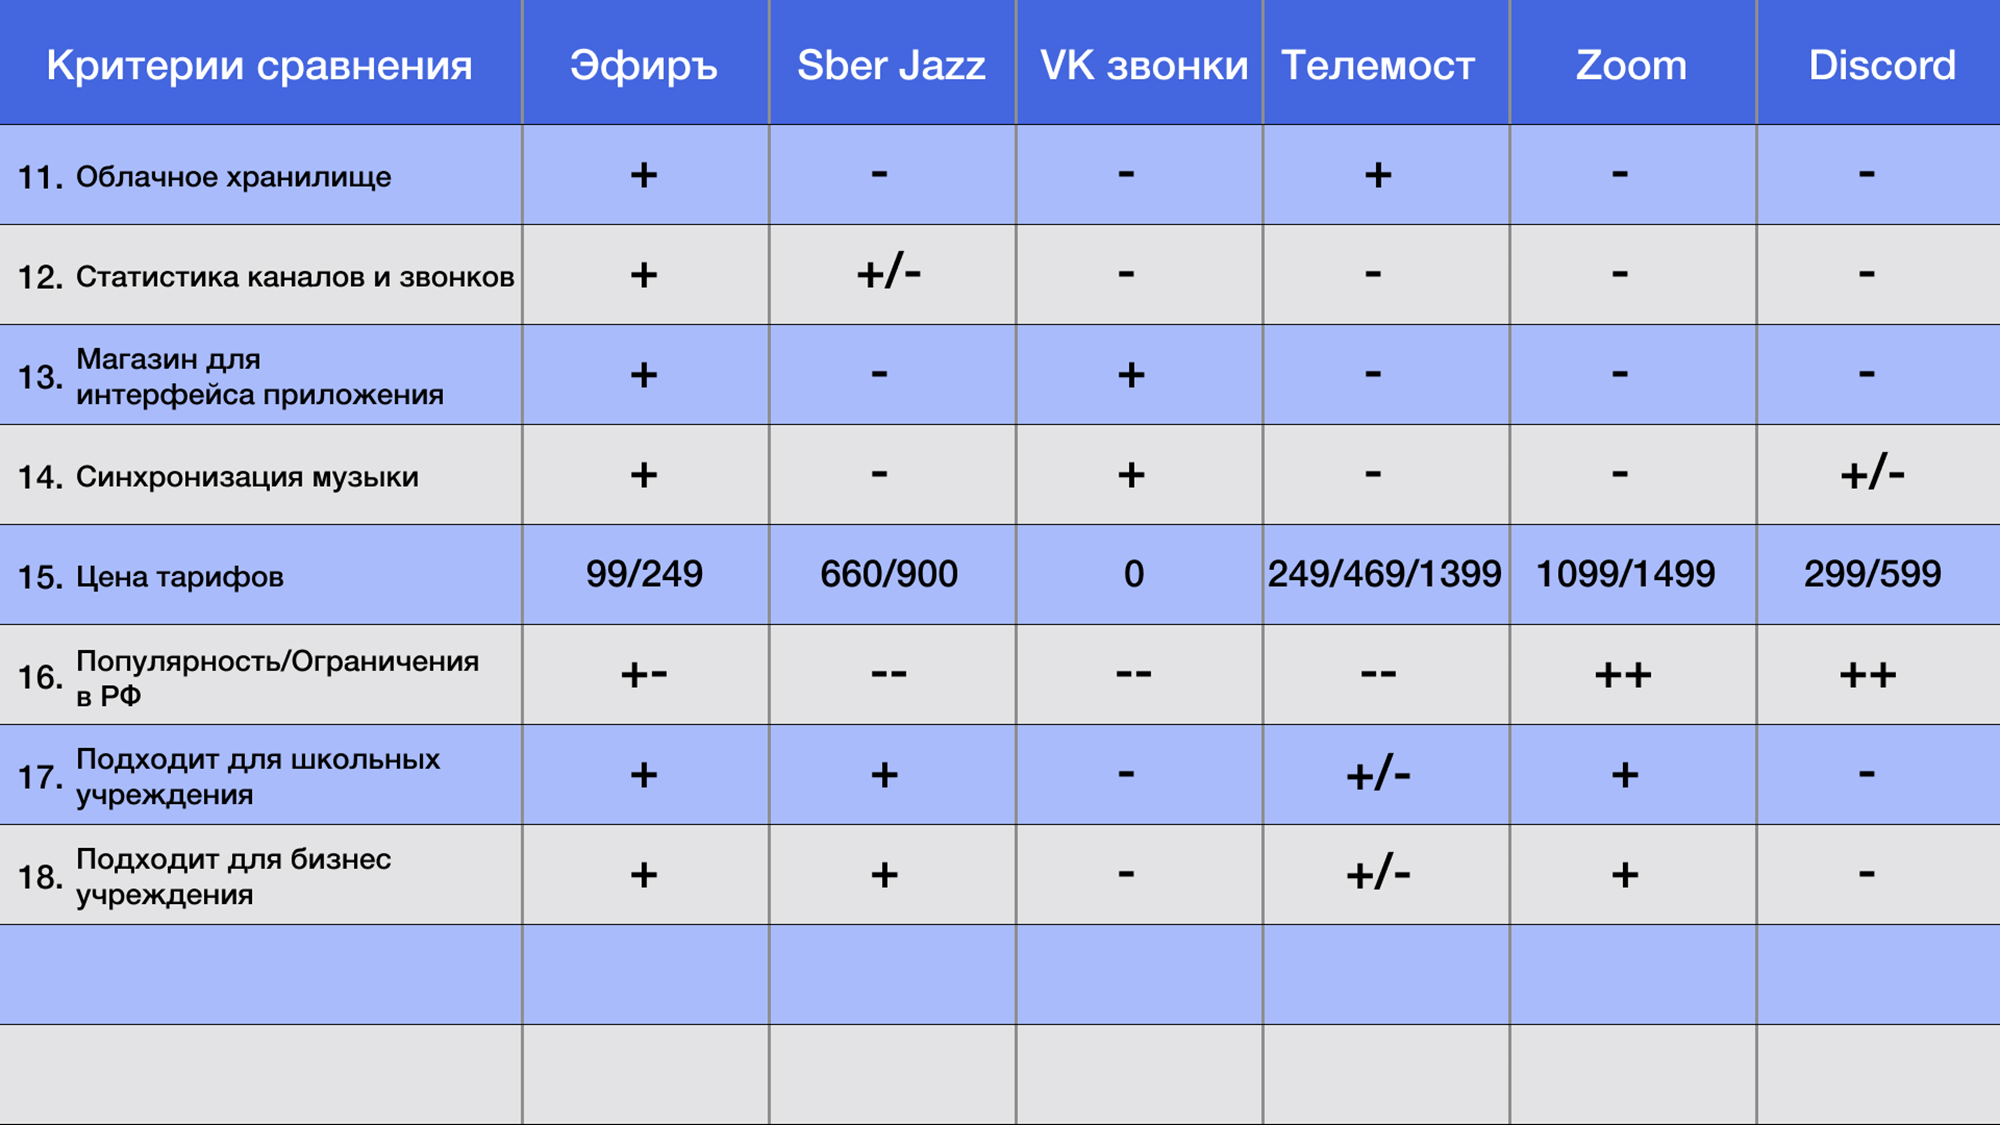 Критерии сравнения Эфиръ Sber Jazz VK звонки Телемост Zoom Discord
11. Облачное хранилище + - - + - -
12. Статистика каналов и звонков + +/- - - - -
13. Магазин для
интерфейса приложения + - + - - -
14. Синхронизация музыки + - + - - +/-
15. Цена тарифов 99/249 660/900 0 249/469/1399 1099/1499 299/599
16. Популярность/Ограничения
в РФ +- -- -- -- ++ ++
17. Подходит для школьных
учреждения + + - +/- + -
18. Подходит для бизнес
учреждения + + - +/- + -